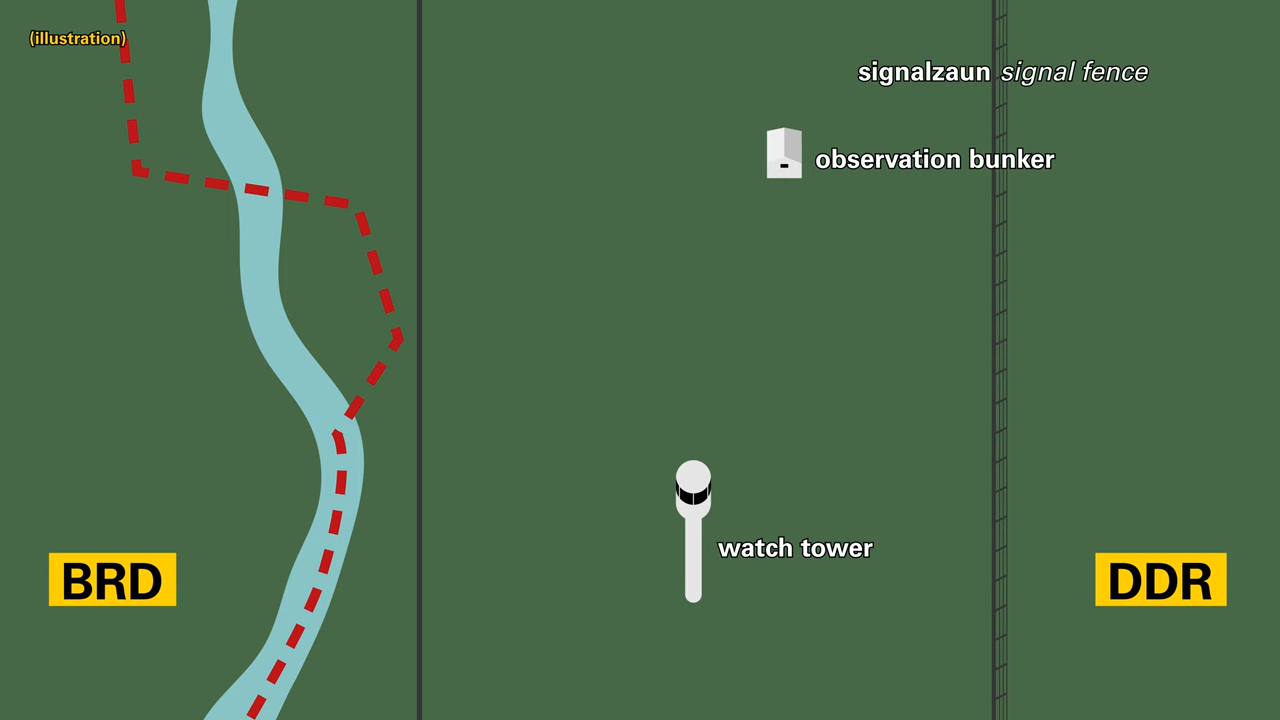 (illustration)
signalzaun signal fence
observation bunker
watch tower
BRD
DDR